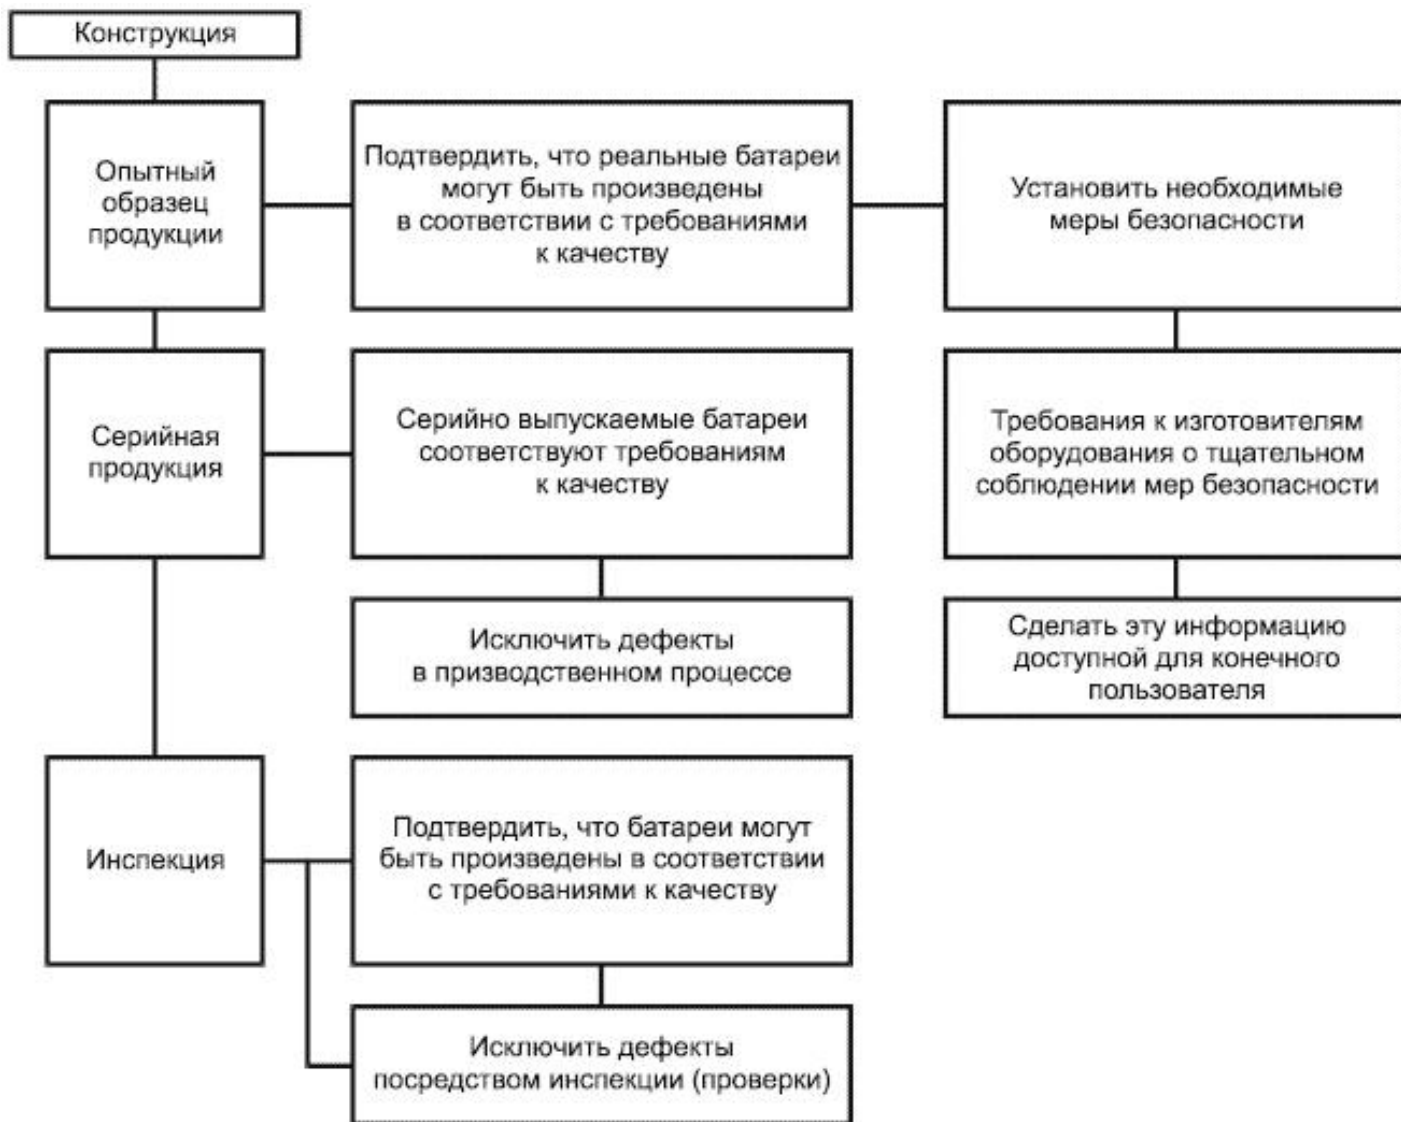 Конструкция
Опытный
образец
продукции
Подтвердить, что реальные батареи
могут быть произведены
в соответствии с требованиями
к качеству
Установить необходимые
меры безопасности
Серийная
продукция
Серийно выпускаемые батареи
соответствуют требованиям
к качеству
Требования к изготовителям
оборудования о тщательном
соблюдении мер безопасности
Исключить дефекты
в призводственном процессе
Сделать эту информацию
доступной для конечного
пользователя
Инспекция
Подтвердить, что батареи могут
быть произведены в соответствии
с требованиями к качеству
Исключить дефекты
посредством инспекции (проверки)